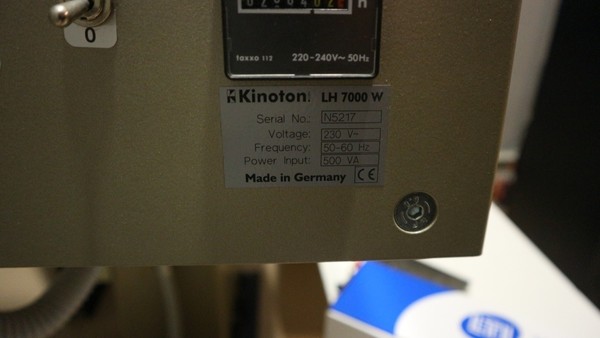 0
h
taxxo 112 220-240V~ 50Hz
Kinoton LH 7000 W
Serial No.: N5217
Voltage: 230 V~
Frequency: 50-60 Hz
Power Input: 500 VA
Made in Germany CE